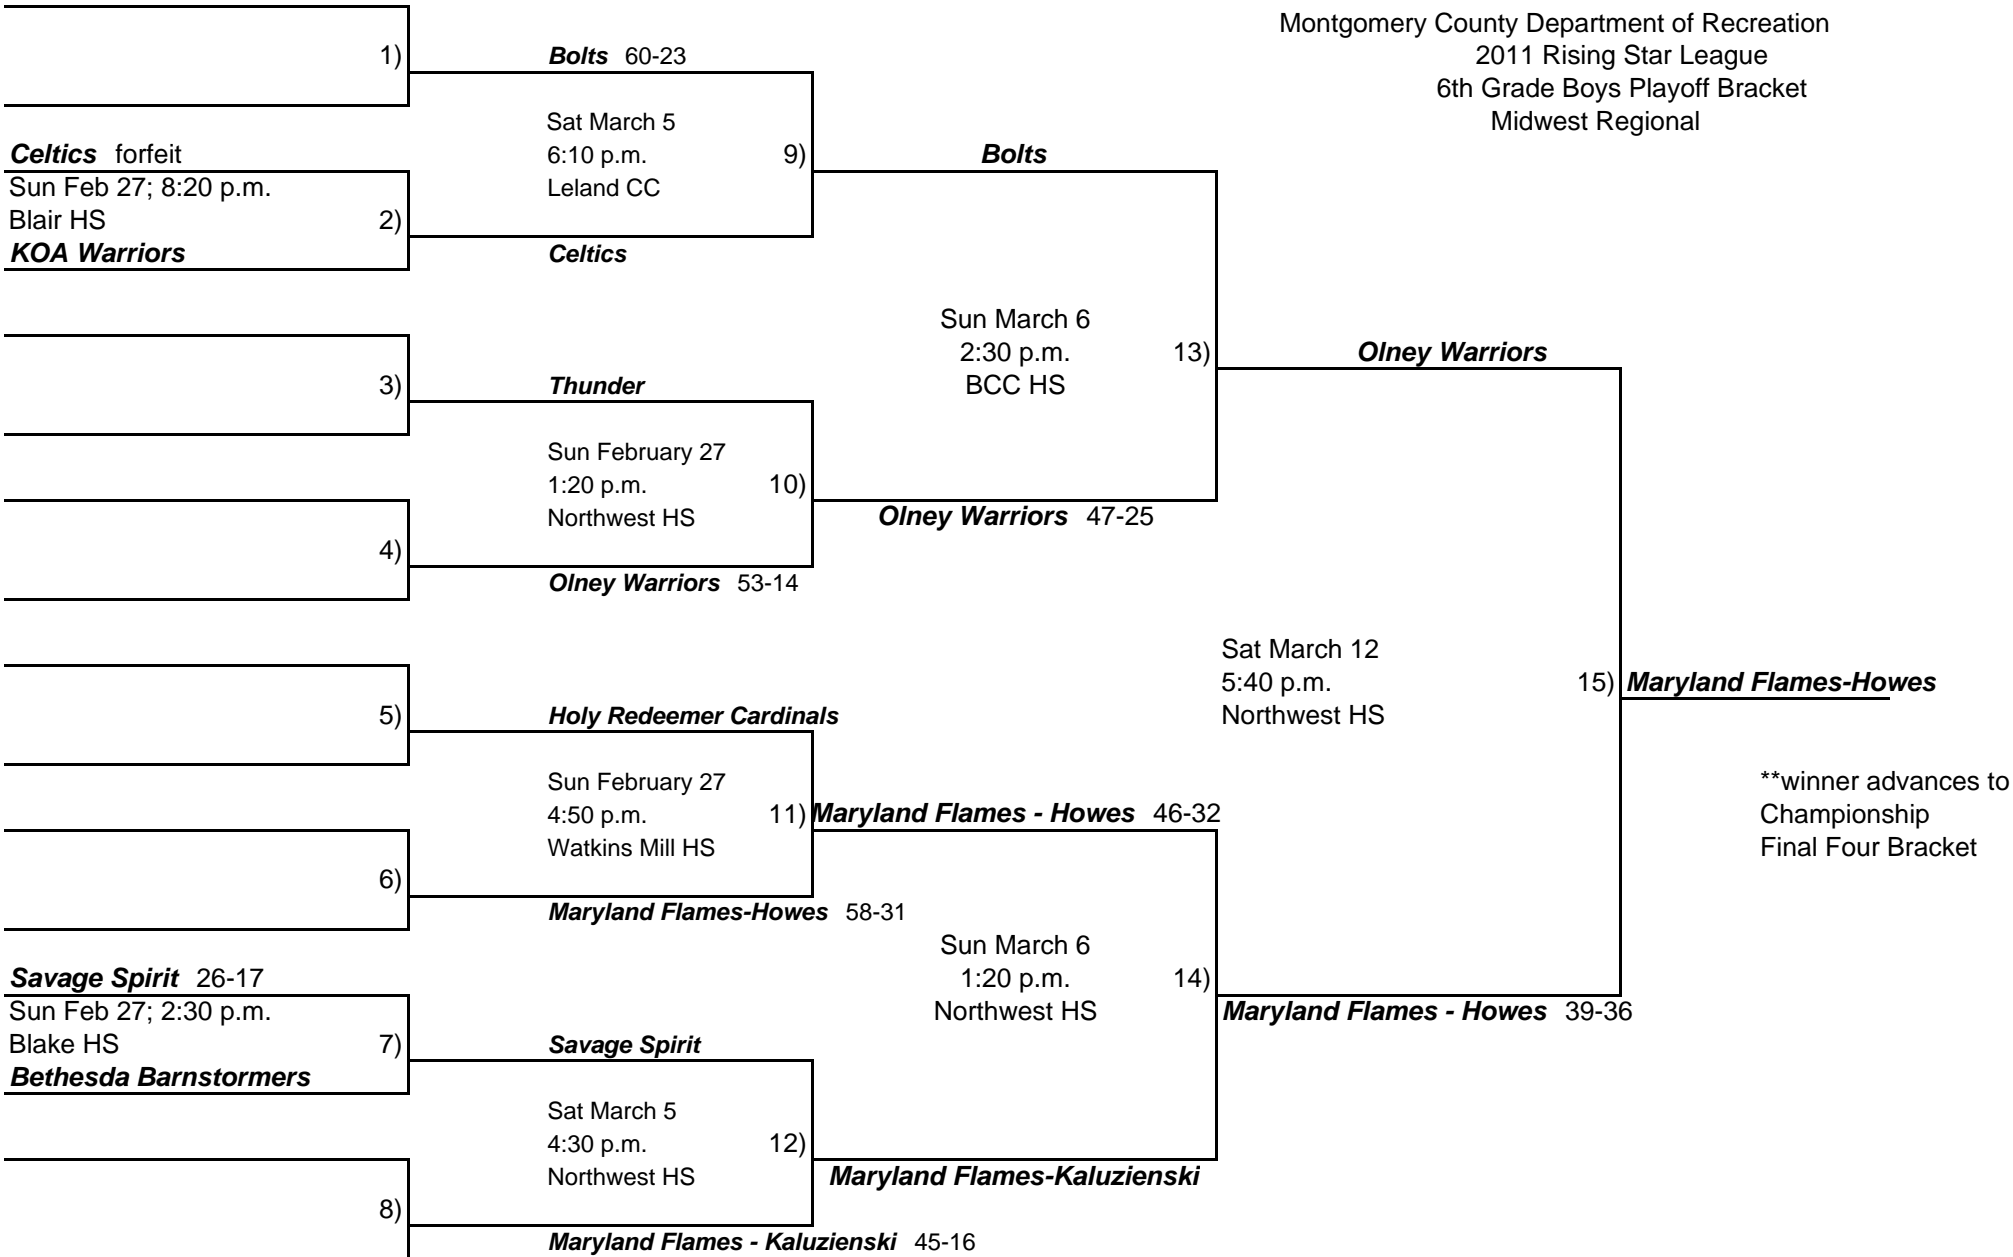 Montgomery County Department of Recreation
2011 Rising Star League
6th Grade Boys Playoff Bracket
Midwest Regional
1)
Bolts 60-23
Sat March 5
6:10 p.m.
Leland CC
9)
Bolts
Celtics forfeit
Sun Feb 27; 8:20 p.m.
Blair HS
2)
KOA Warriors
Celtics
Sun March 6
2:30 p.m.
BCC HS
13)
Olney Warriors
3)
Thunder
Sun February 27
1:20 p.m.
Northwest HS
10)
Olney Warriors 47-25
4)
Olney Warriors 53-14
Sat March 12
5:40 p.m.
Northwest HS
15)
Maryland Flames-Howes
**winner advances to
Championship
Final Four Bracket
5)
Holy Redeemer Cardinals
Sun February 27
4:50 p.m.
Watkins Mill HS
11)
Maryland Flames - Howes 46-32
6)
Maryland Flames-Howes 58-31
Sun March 6
1:20 p.m.
Northwest HS
14)
Maryland Flames - Howes 39-36
Savage Spirit 26-17
Sun Feb 27; 2:30 p.m.
Blake HS
7)
Bethesda Barnstormers
Savage Spirit
Sat March 5
4:30 p.m.
Northwest HS
12)
Maryland Flames-Kaluzienski
8)
Maryland Flames - Kaluzienski 45-16